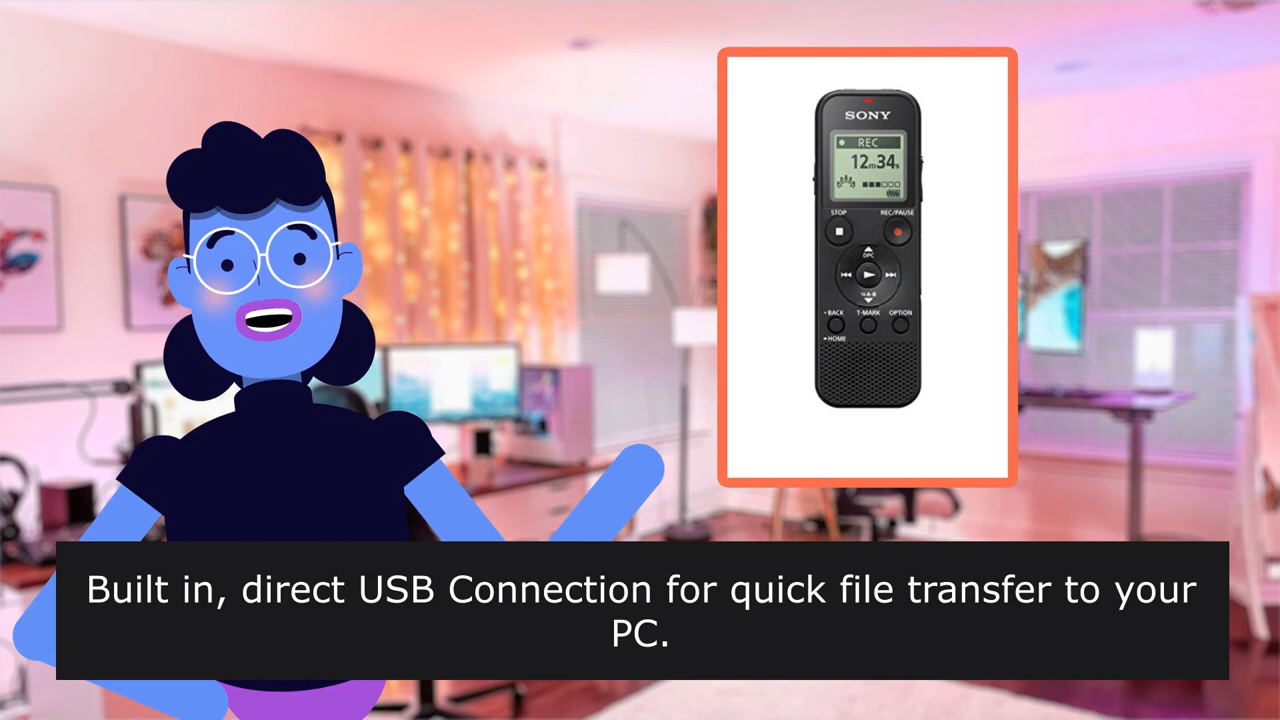 SONY
REC
12m34s
STOP
REC/PAUSE
DPC
A-B
•BACK
T-MARK
OPTION
►HOME
Built in, direct USB Connection for quick file transfer to your
PC.